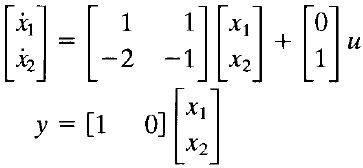 [ẋ₁ ẋ₂] = [1 1; -2 -1] [x₁ x₂] + [0 1] u
y = [1 0] [x₁ x₂]